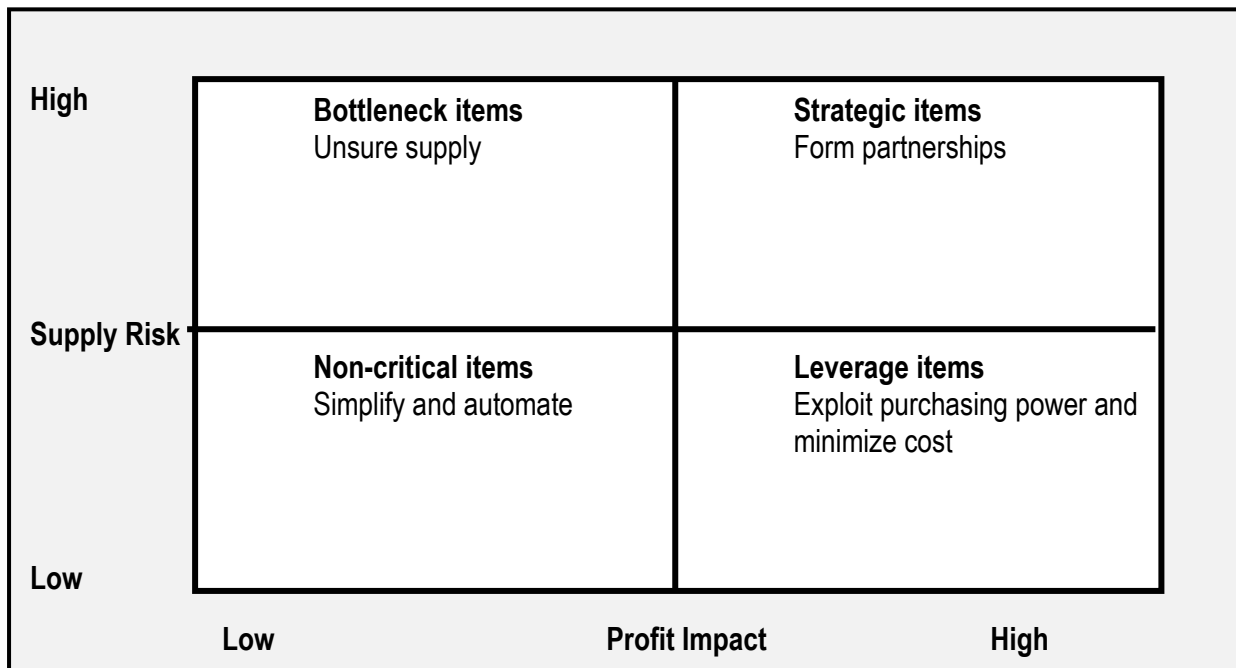 High
Bottleneck items
Unsure supply
Strategic items
Form partnerships
Supply Risk
Non-critical items
Simplify and automate
Leverage items
Exploit purchasing power and
minimize cost
Low
Low
Profit Impact
High